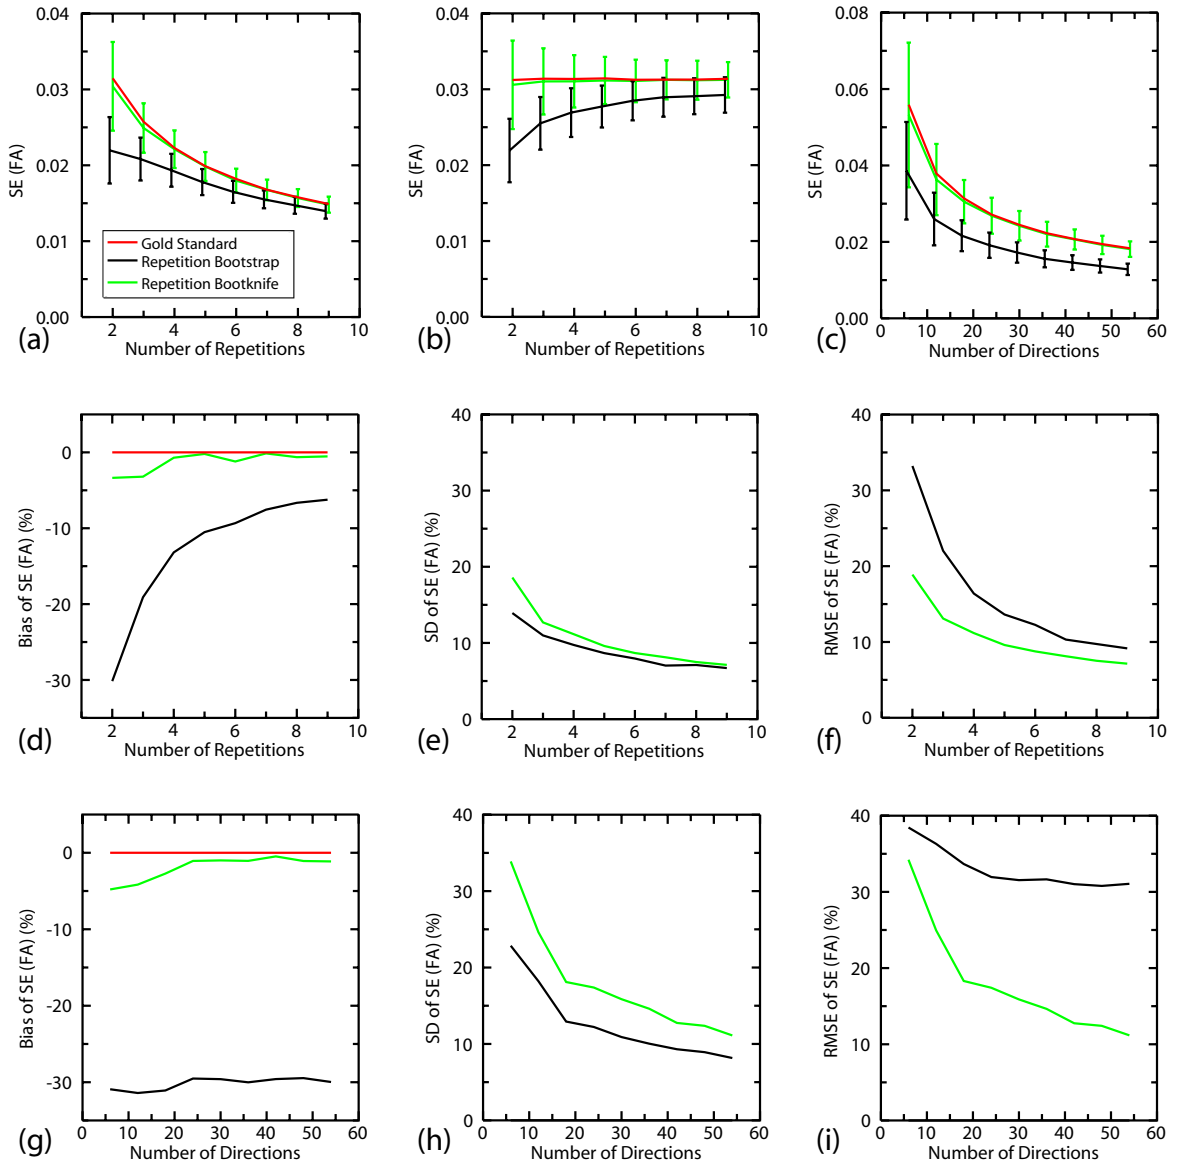 0.04
0.03
0.02
0.01
0.00
SE (FA)
Gold Standard
Repetition Bootstrap
Repetition Bootknife
2 4 6 8 10
Number of Repetitions
(a)
0.04
0.03
0.02
0.01
0.00
SE (FA)
2 4 6 8 10
Number of Repetitions
(b)
0.08
0.06
0.04
0.02
0.00
SE (FA)
0 10 20 30 40 50 60
Number of Directions
(c)
0
-10
-20
-30
Bias of SE (FA) (%)
2 4 6 8 10
Number of Repetitions
(d)
40
30
20
10
0
SD of SE (FA) (%)
2 4 6 8 10
Number of Repetitions
(e)
40
30
20
10
0
RMSE of SE (FA) (%)
2 4 6 8 10
Number of Repetitions
(f)
0
-10
-20
-30
Bias of SE (FA) (%)
0 10 20 30 40 50 60
Number of Directions
(g)
40
30
20
10
0
SD of SE (FA) (%)
0 10 20 30 40 50 60
Number of Directions
(h)
40
30
20
10
0
RMSE of SE (FA) (%)
0 10 20 30 40 50 60
Number of Directions
(i)